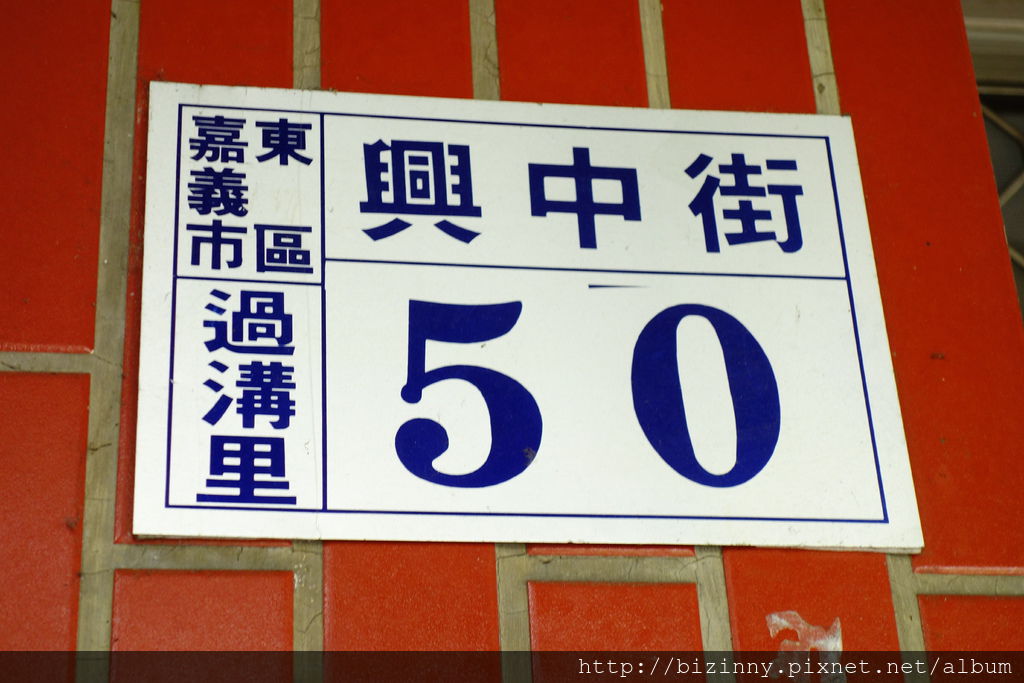 嘉義市
東區
過溝里
興中街
50
http://bizinny.pixnet.net/album